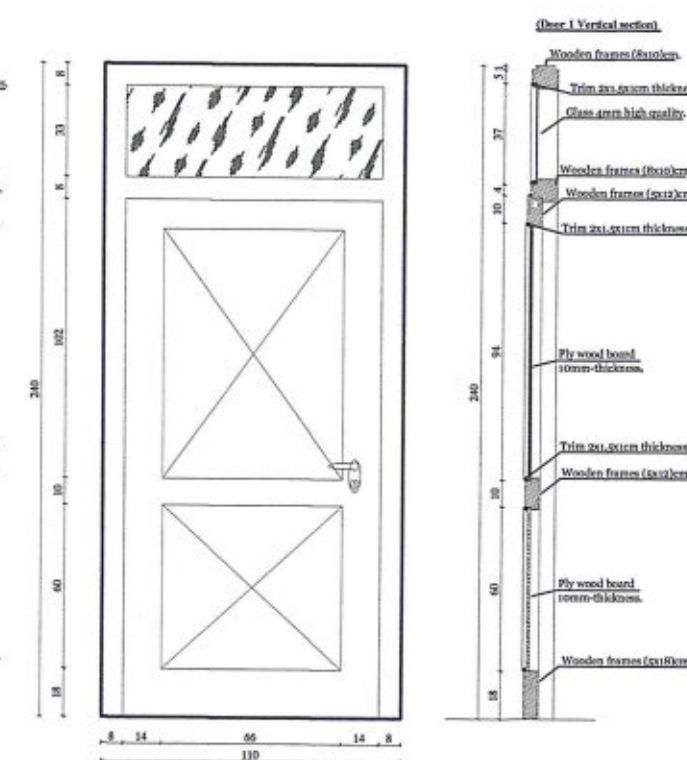 (Door 1 Vertical section)
Wooden frames (8x10)cm.
Trim 2x1.5x1cm thickne
Glass 4mm high quality.
Wooden frames (8x10)cm
Wooden frames (5x12)c
Trim 2x1.5x1cm thickness
Ply wood board
10mm-thickness.
Trim 2x1.5x1cm thickness
Wooden frames (5x12)cm
Ply wood board
10mm-thickness.
Wooden frames (5x18)cm
8
33
8
102
240
10
60
18
8 14 66 14 8
110
5 1
37
10 4
94
240
10
60
18